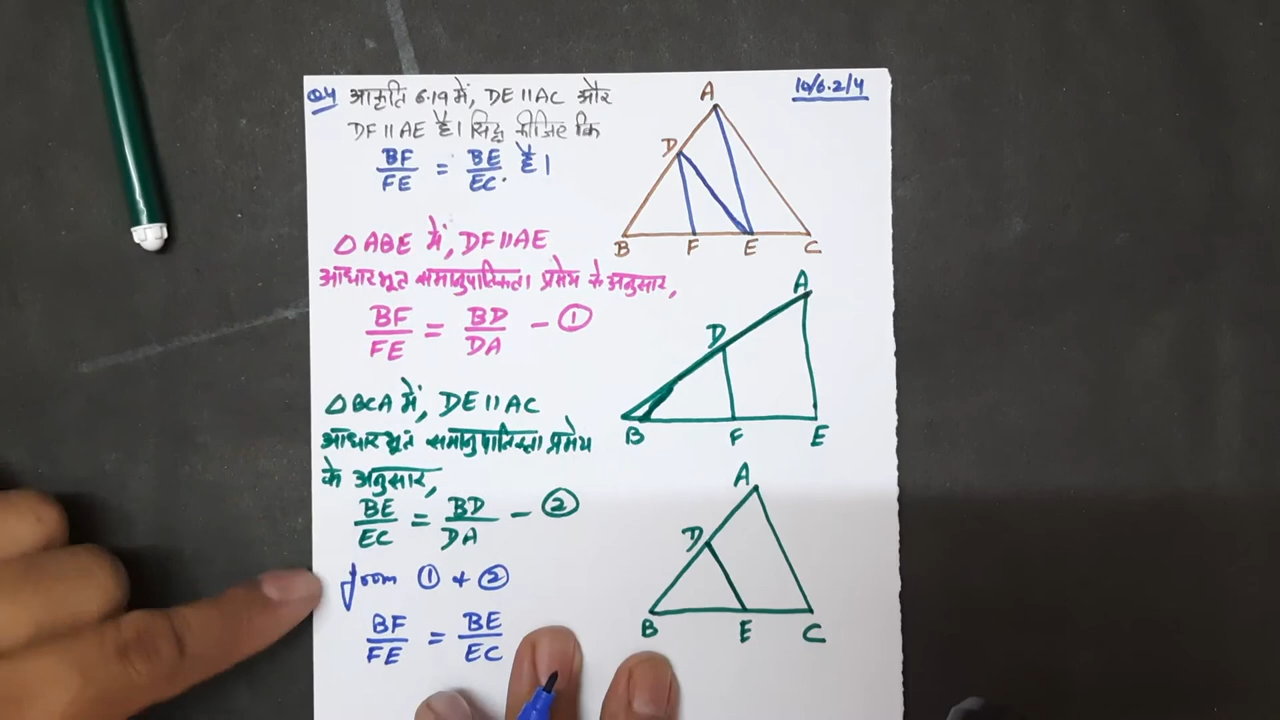 Q4 आकृति 6.19 में, DE || AC और
DF || AE है। सिद्ध कीजिए कि
BF/FE = BE/EC. है।
10/6.2/4
A
D
B F E C
△ABE में, DF || AE
आधारभूत समानुपातिकता प्रमेय के अनुसार,
BF/FE = BD/DA - ①
A
D
B F E
△BCA में, DE || AC
आधारभूत समानुपातिकता प्रमेय
के अनुसार,
BE/EC = BD/DA - ②
A
D
B E C
from ① & ②
BF/FE = BE/EC